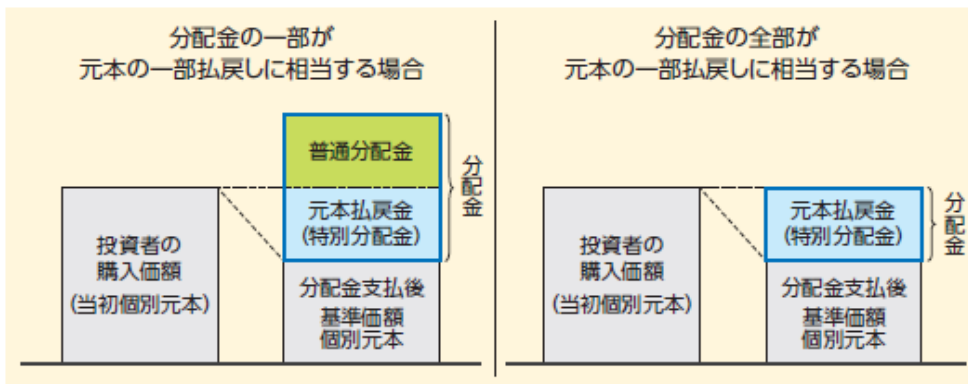 分配金の一部が
元本の一部払戻しに相当する場合
普通分配金
元本払戻金
(特別分配金)
分配金
投資者の
購入価額
(当初個別元本)
分配金支払後
基準価額
個別元本
分配金の全部が
元本の一部払戻しに相当する場合
元本払戻金
(特別分配金)
分配金
投資者の
購入価額
(当初個別元本)
分配金支払後
基準価額
個別元本